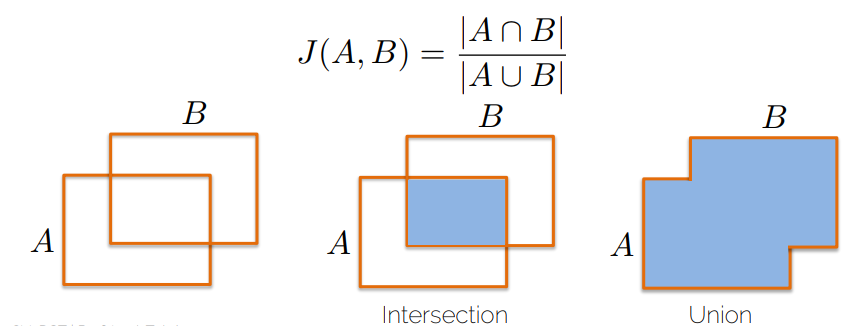 J(A, B) = |A ∩ B| / |A ∪ B|
B B B
A A A
Intersection Union